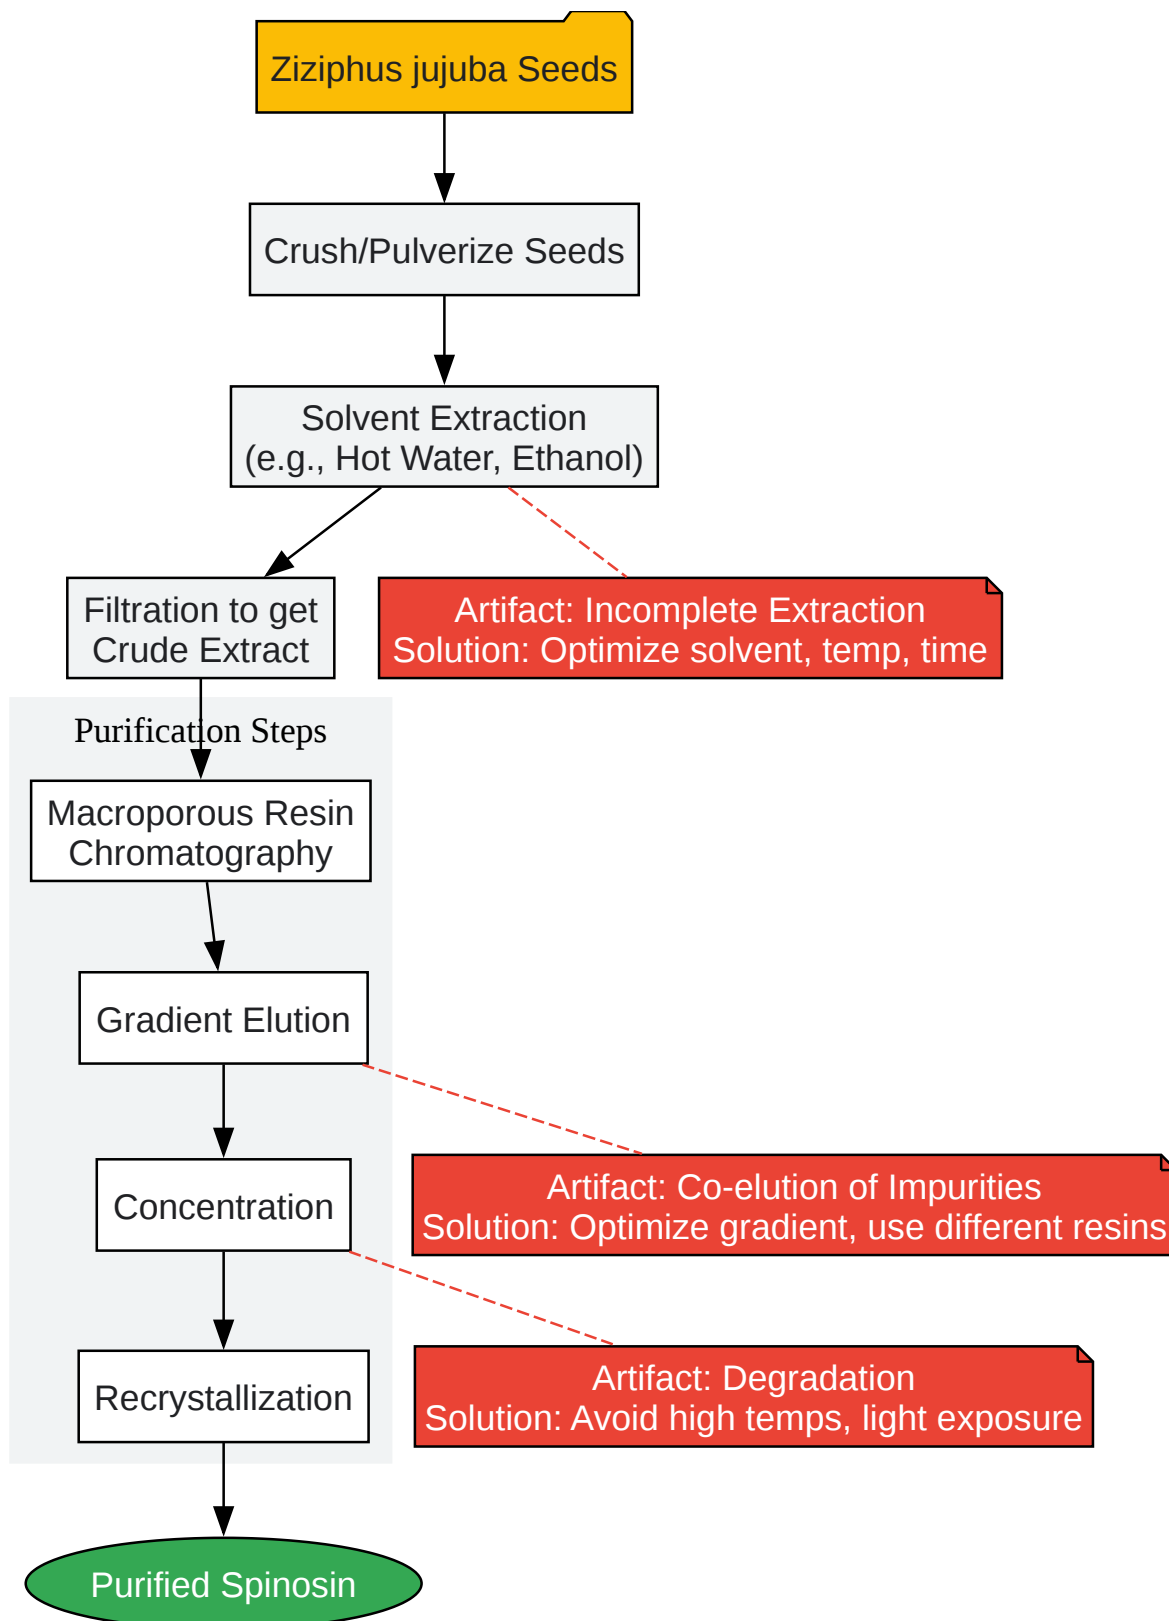 Ziziphus jujuba Seeds
Crush/Pulverize Seeds
Solvent Extraction
(e.g., Hot Water, Ethanol)
Filtration to get
Crude Extract
Artifact: Incomplete Extraction
Solution: Optimize solvent, temp, time
Purification Steps
Macroporous Resin
Chromatography
Gradient Elution
Concentration
Artifact: Co-elution of Impurities
Solution: Optimize gradient, use different resins
Recrystallization
Artifact: Degradation
Solution: Avoid high temps, light exposure
Purified Spinosin